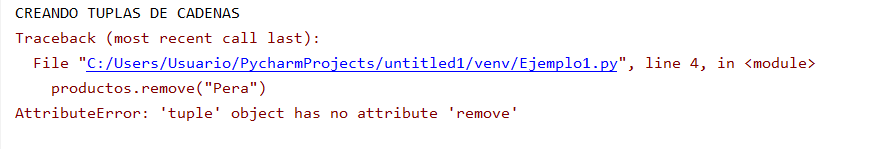 CREANDO TUPLAS DE CADENAS
Traceback (most recent call last):
  File "C:/Users/Usuario/PycharmProjects/untitled1/venv/Ejemplo1.py", line 4, in <module>
    productos.remove("Pera")
AttributeError: 'tuple' object has no attribute 'remove'